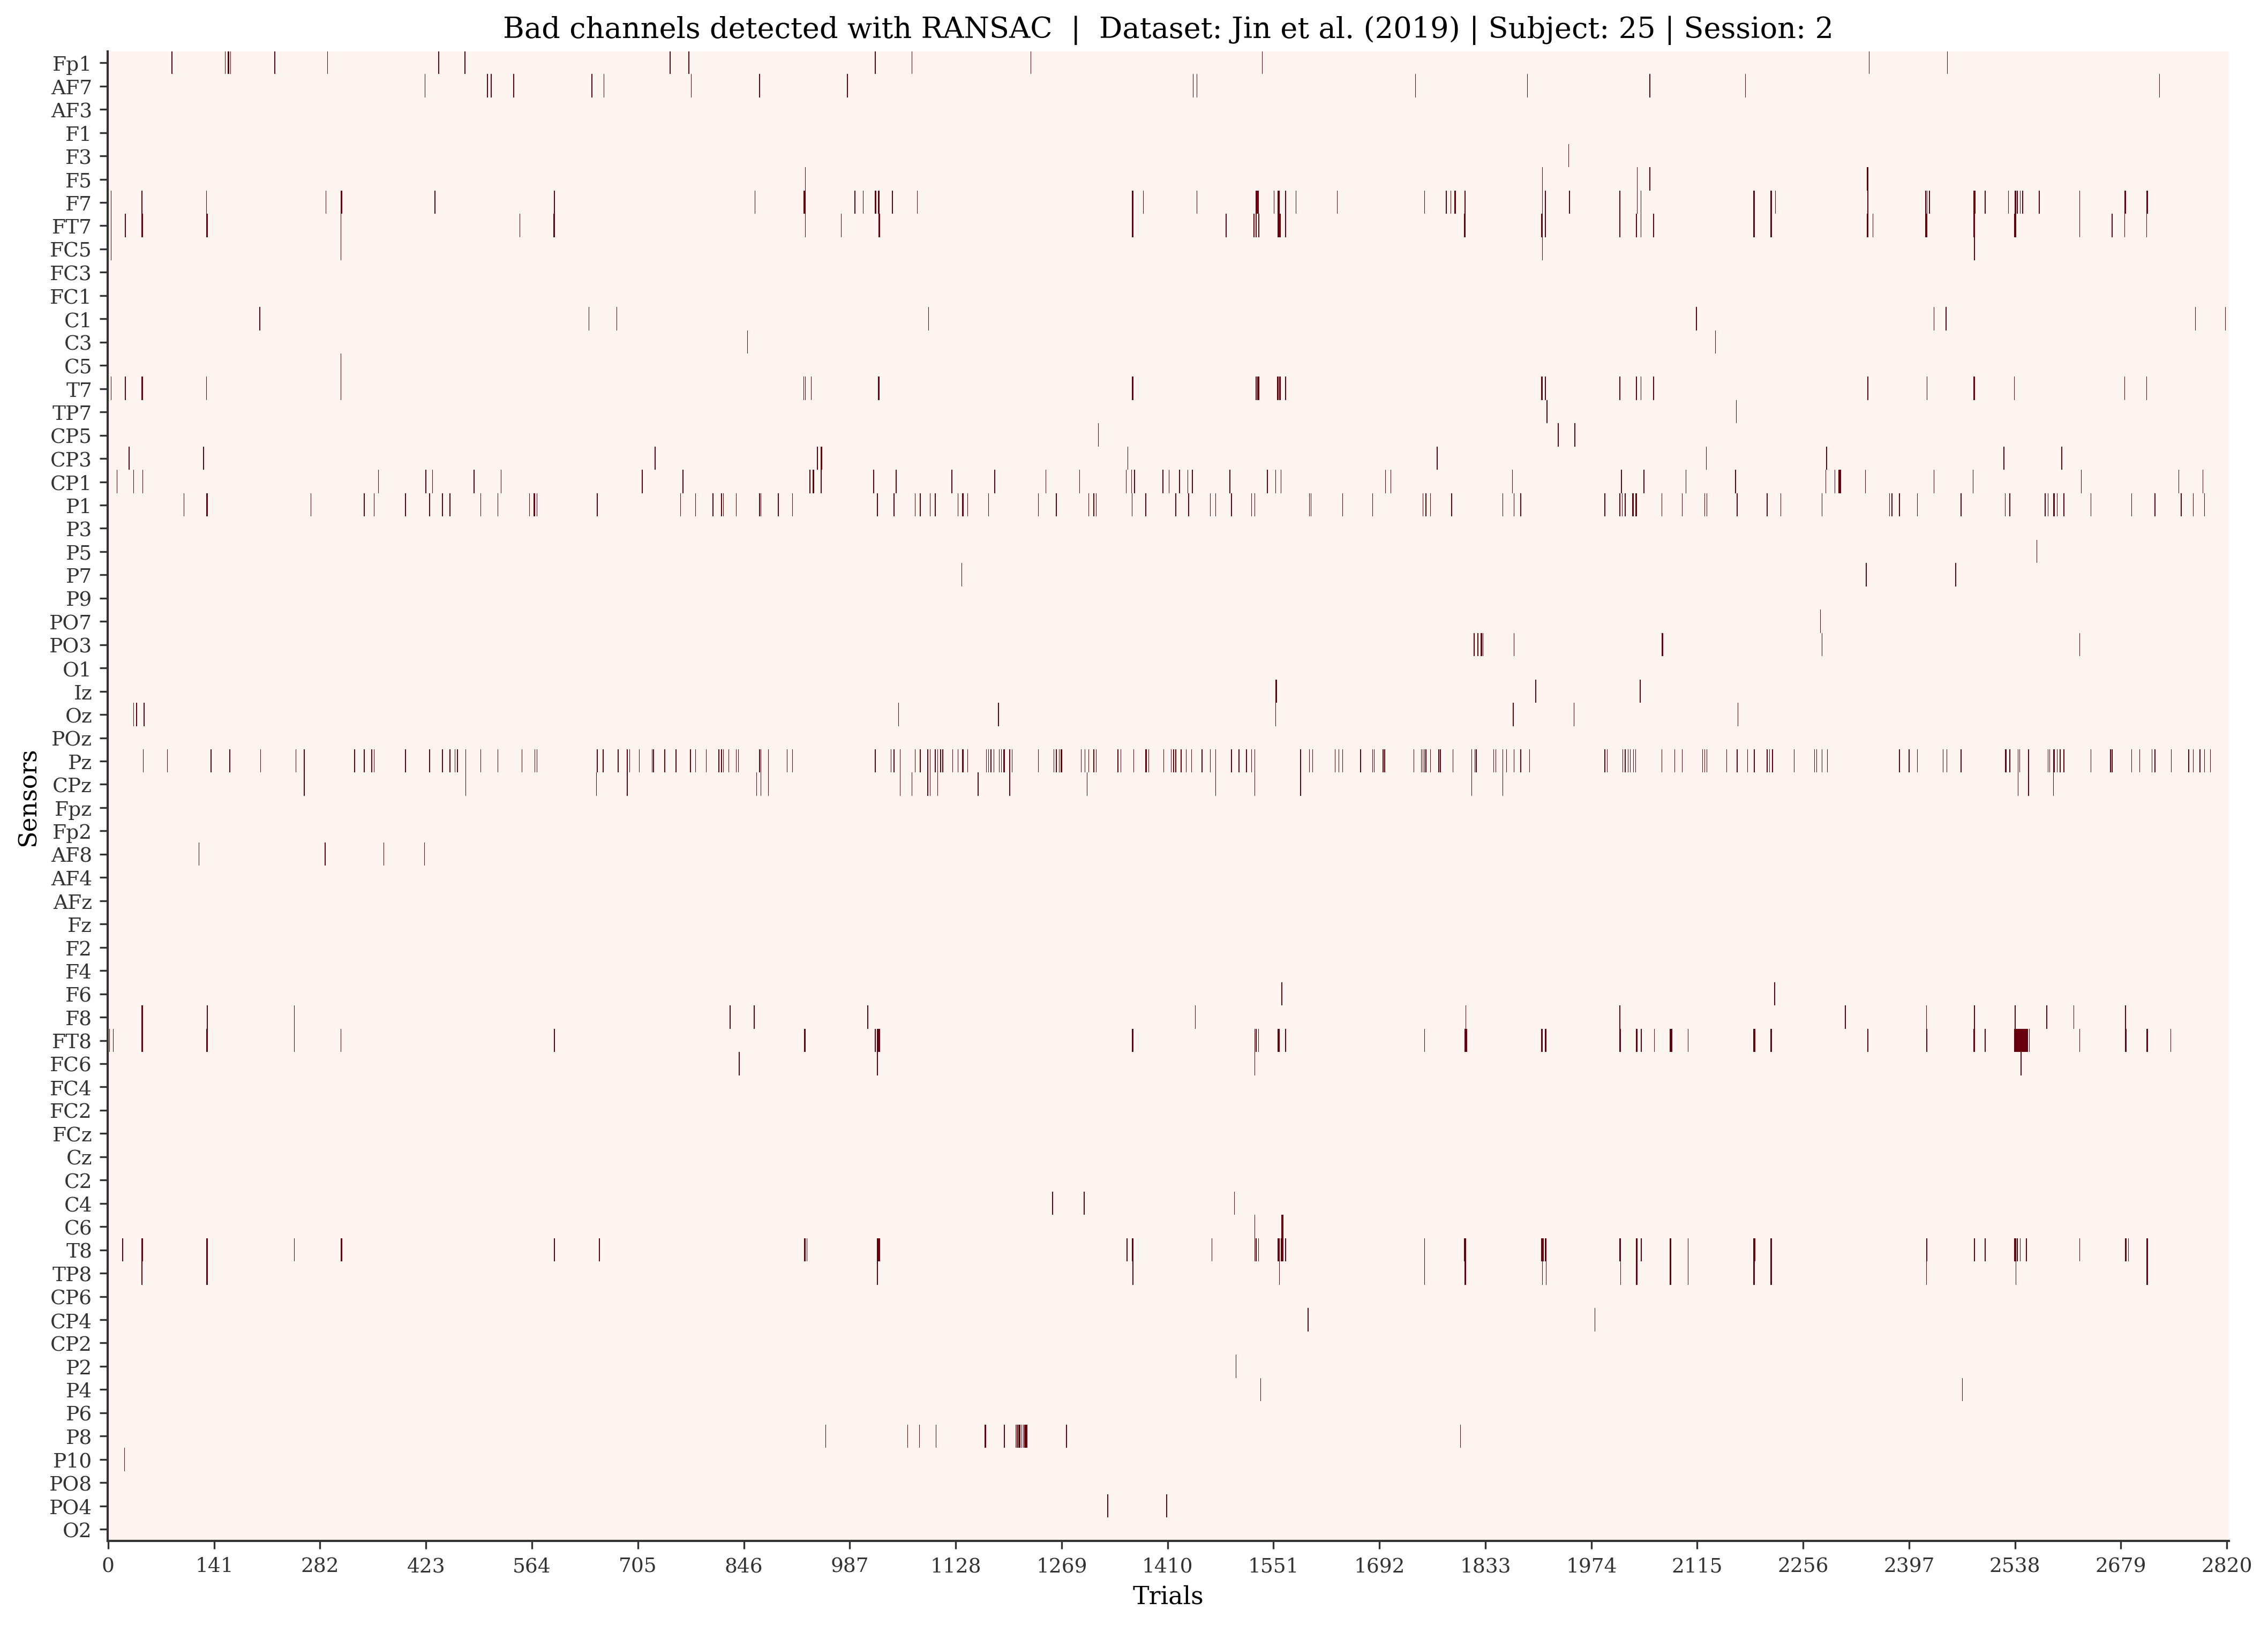 Bad channels detected with RANSAC | Dataset: Jin et al. (2019) | Subject: 25 | Session: 2
Sensors
Fp1
AF7
AF3
F1
F3
F5
F7
FT7
FC5
FC3
FC1
C1
C3
C5
T7
TP7
CP5
CP3
CP1
P1
P3
P5
P7
P9
PO7
PO3
O1
Iz
Oz
POz
Pz
CPz
Fpz
Fp2
AF8
AF4
AFz
Fz
F2
F4
F6
F8
FT8
FC6
FC4
FC2
FCz
Cz
C2
C4
C6
T8
TP8
CP6
CP4
CP2
P2
P4
P6
P8
P10
PO8
PO4
O2
0 141 282 423 564 705 846 987 1128 1269 1410 1551 1692 1833 1974 2115 2256 2397 2538 2679 2820
Trials